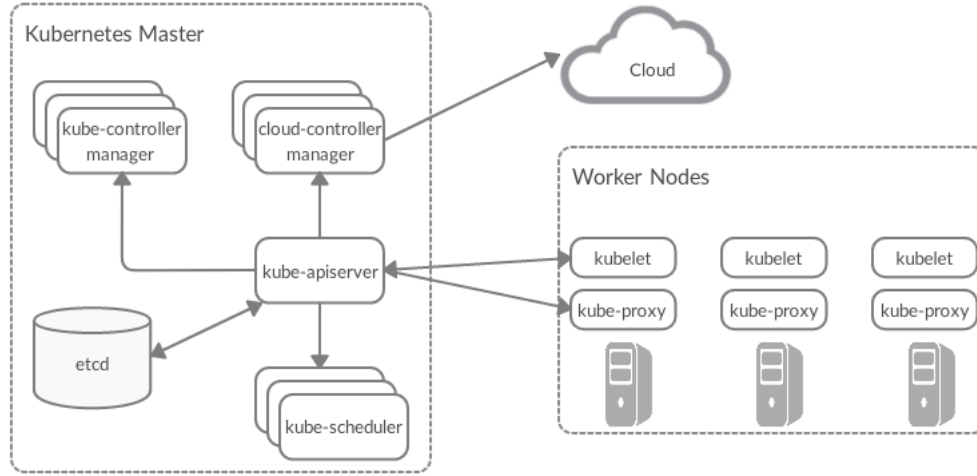 Kubernetes Master
kube-controller
manager
cloud-controller
manager
kube-apiserver
etcd
kube-scheduler
Cloud
Worker Nodes
kubelet
kubelet
kubelet
kube-proxy
kube-proxy
kube-proxy